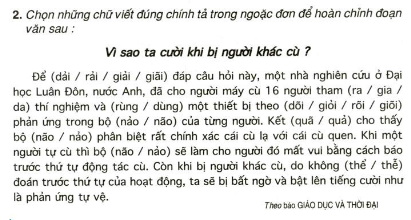 2. Chọn những chữ viết đúng chính tả trong ngoặc đơn để hoàn chỉnh đoạn
văn sau :
Vì sao ta cười khi bị người khác cù ?
Để (dải / rải / giải / giãi) đáp câu hỏi này, một nhà nghiên cứu ở Đại
học Luân Đôn, nước Anh, đã cho người máy cù 16 người tham (ra / gia /
da) thí nghiệm và (rùng / dùng) một thiết bị theo (dõi / giỏi / rõi / giõi)
phản ứng trong bộ (nảo / não) của từng người. Kết (quã / quả) cho thấy
bộ (não / nảo) phân biệt rất chính xác cái cù lạ với cái cù quen. Khi một
người tự cù thì bộ (não / nảo) sẽ làm cho người đó mất vui bằng cách báo
trước thứ tự động tác cù. Còn khi bị người khác cù, do không (thể / thễ)
đoán trước thứ tự của hoạt động, ta sẽ bị bất ngờ và bật lên tiếng cười như
là phản ứng tự vệ.
Theo báo GIÁO DỤC VÀ THỜI ĐẠI